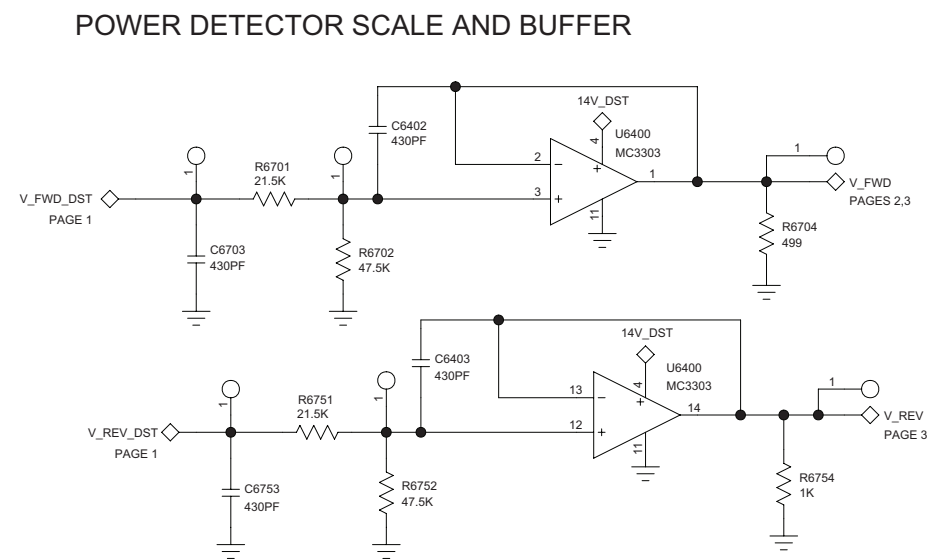 POWER DETECTOR SCALE AND BUFFER
14V_DST
C6402
430PF
U6400
MC3303
4
2
−
+
3
+
1
11
1
R6701
21.5K
1
1
V_FWD_DST
PAGE 1
V_FWD
PAGES 2,3
C6703
430PF
R6702
47.5K
R6704
499
14V_DST
C6403
430PF
U6400
MC3303
4
13
−
+
12
+
14
11
1
R6751
21.5K
1
1
V_REV_DST
PAGE 1
V_REV
PAGE 3
C6753
430PF
R6752
47.5K
R6754
1K